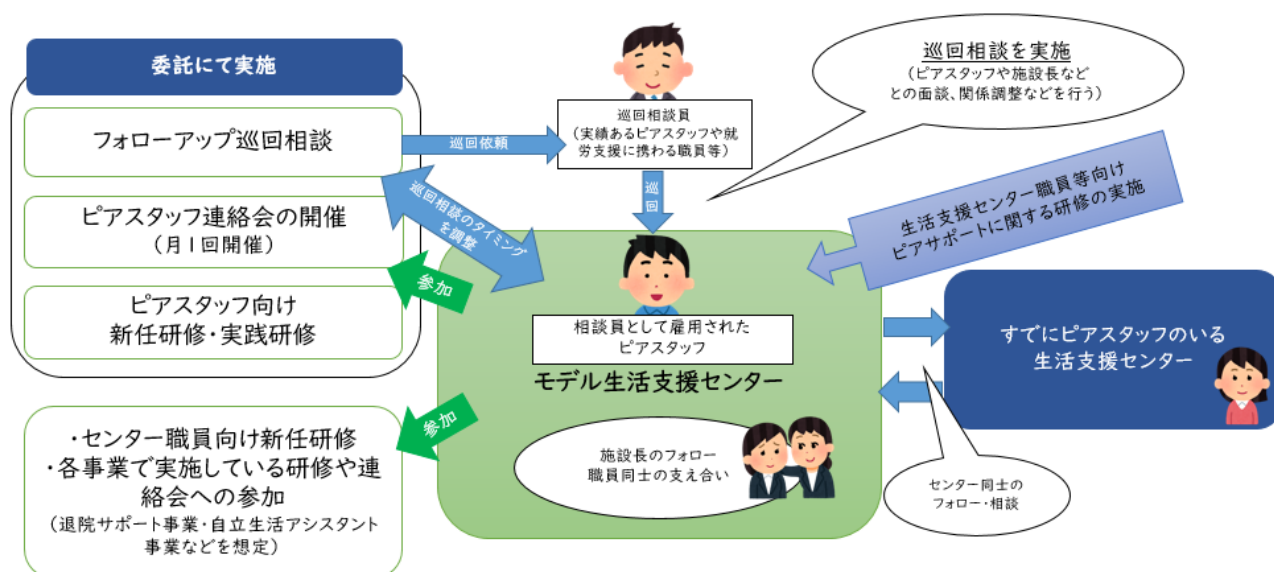 委託にて実施
フォローアップ巡回相談
ピアスタッフ連絡会の開催
(月1回開催)
ピアスタッフ向け
新任研修・実践研修
・センター職員向け新任研修
・各事業で実施している研修や連
絡会への参加
(退院サポート事業・自立生活アシスタント
事業などを想定)
巡回依頼
巡回相談のタイミング
を調整
参加
参加
巡回相談員
(実績あるピアスタッフや就
労支援に携わる職員等)
巡回
巡回相談を実施
(ピアスタッフや施設長など
との面談、関係調整などを行う)
生活支援センター職員等向け
ピアサポートに関する研修の実施
相談員として雇用された
ピアスタッフ
モデル生活支援センター
施設長のフォロー
職員同士の支え合い
すでにピアスタッフのいる
生活支援センター
センター同士の
フォロー・相談